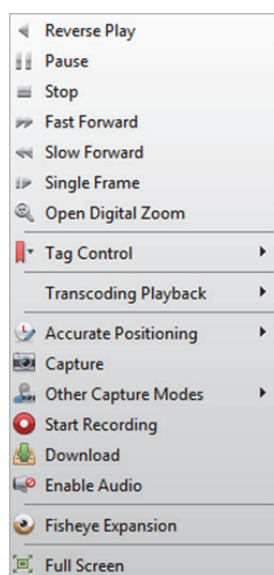 Reverse Play
Pause
Stop
Fast Forward
Slow Forward
Single Frame
Open Digital Zoom
Tag Control
Transcoding Playback
Accurate Positioning
Capture
Other Capture Modes
Start Recording
Download
Enable Audio
Fisheye Expansion
Full Screen